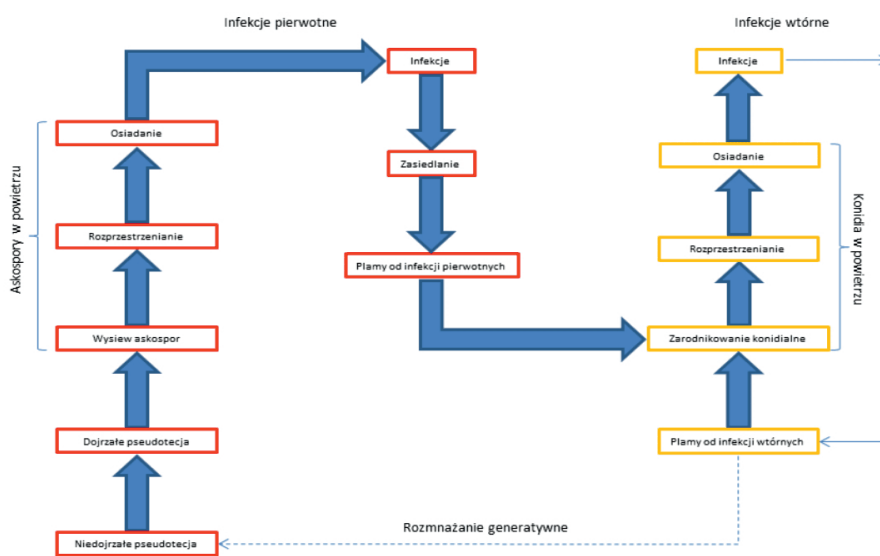 Infekcje pierwotne
Infekcje wtórne
Infekcje
Infekcje
Osiadanie
Zasiedlanie
Osiadanie
Askospory w powietrzu
Konidia w powietrzu
Rozprzestrzenianie
Plamy od infekcji pierwotnych
Rozprzestrzenianie
Wysiew askospor
Zarodnikowanie konidialne
Dojrzałe pseudotecja
Plamy od infekcji wtórnych
Rozmnażanie generatywne
Niedojrzałe pseudotecja